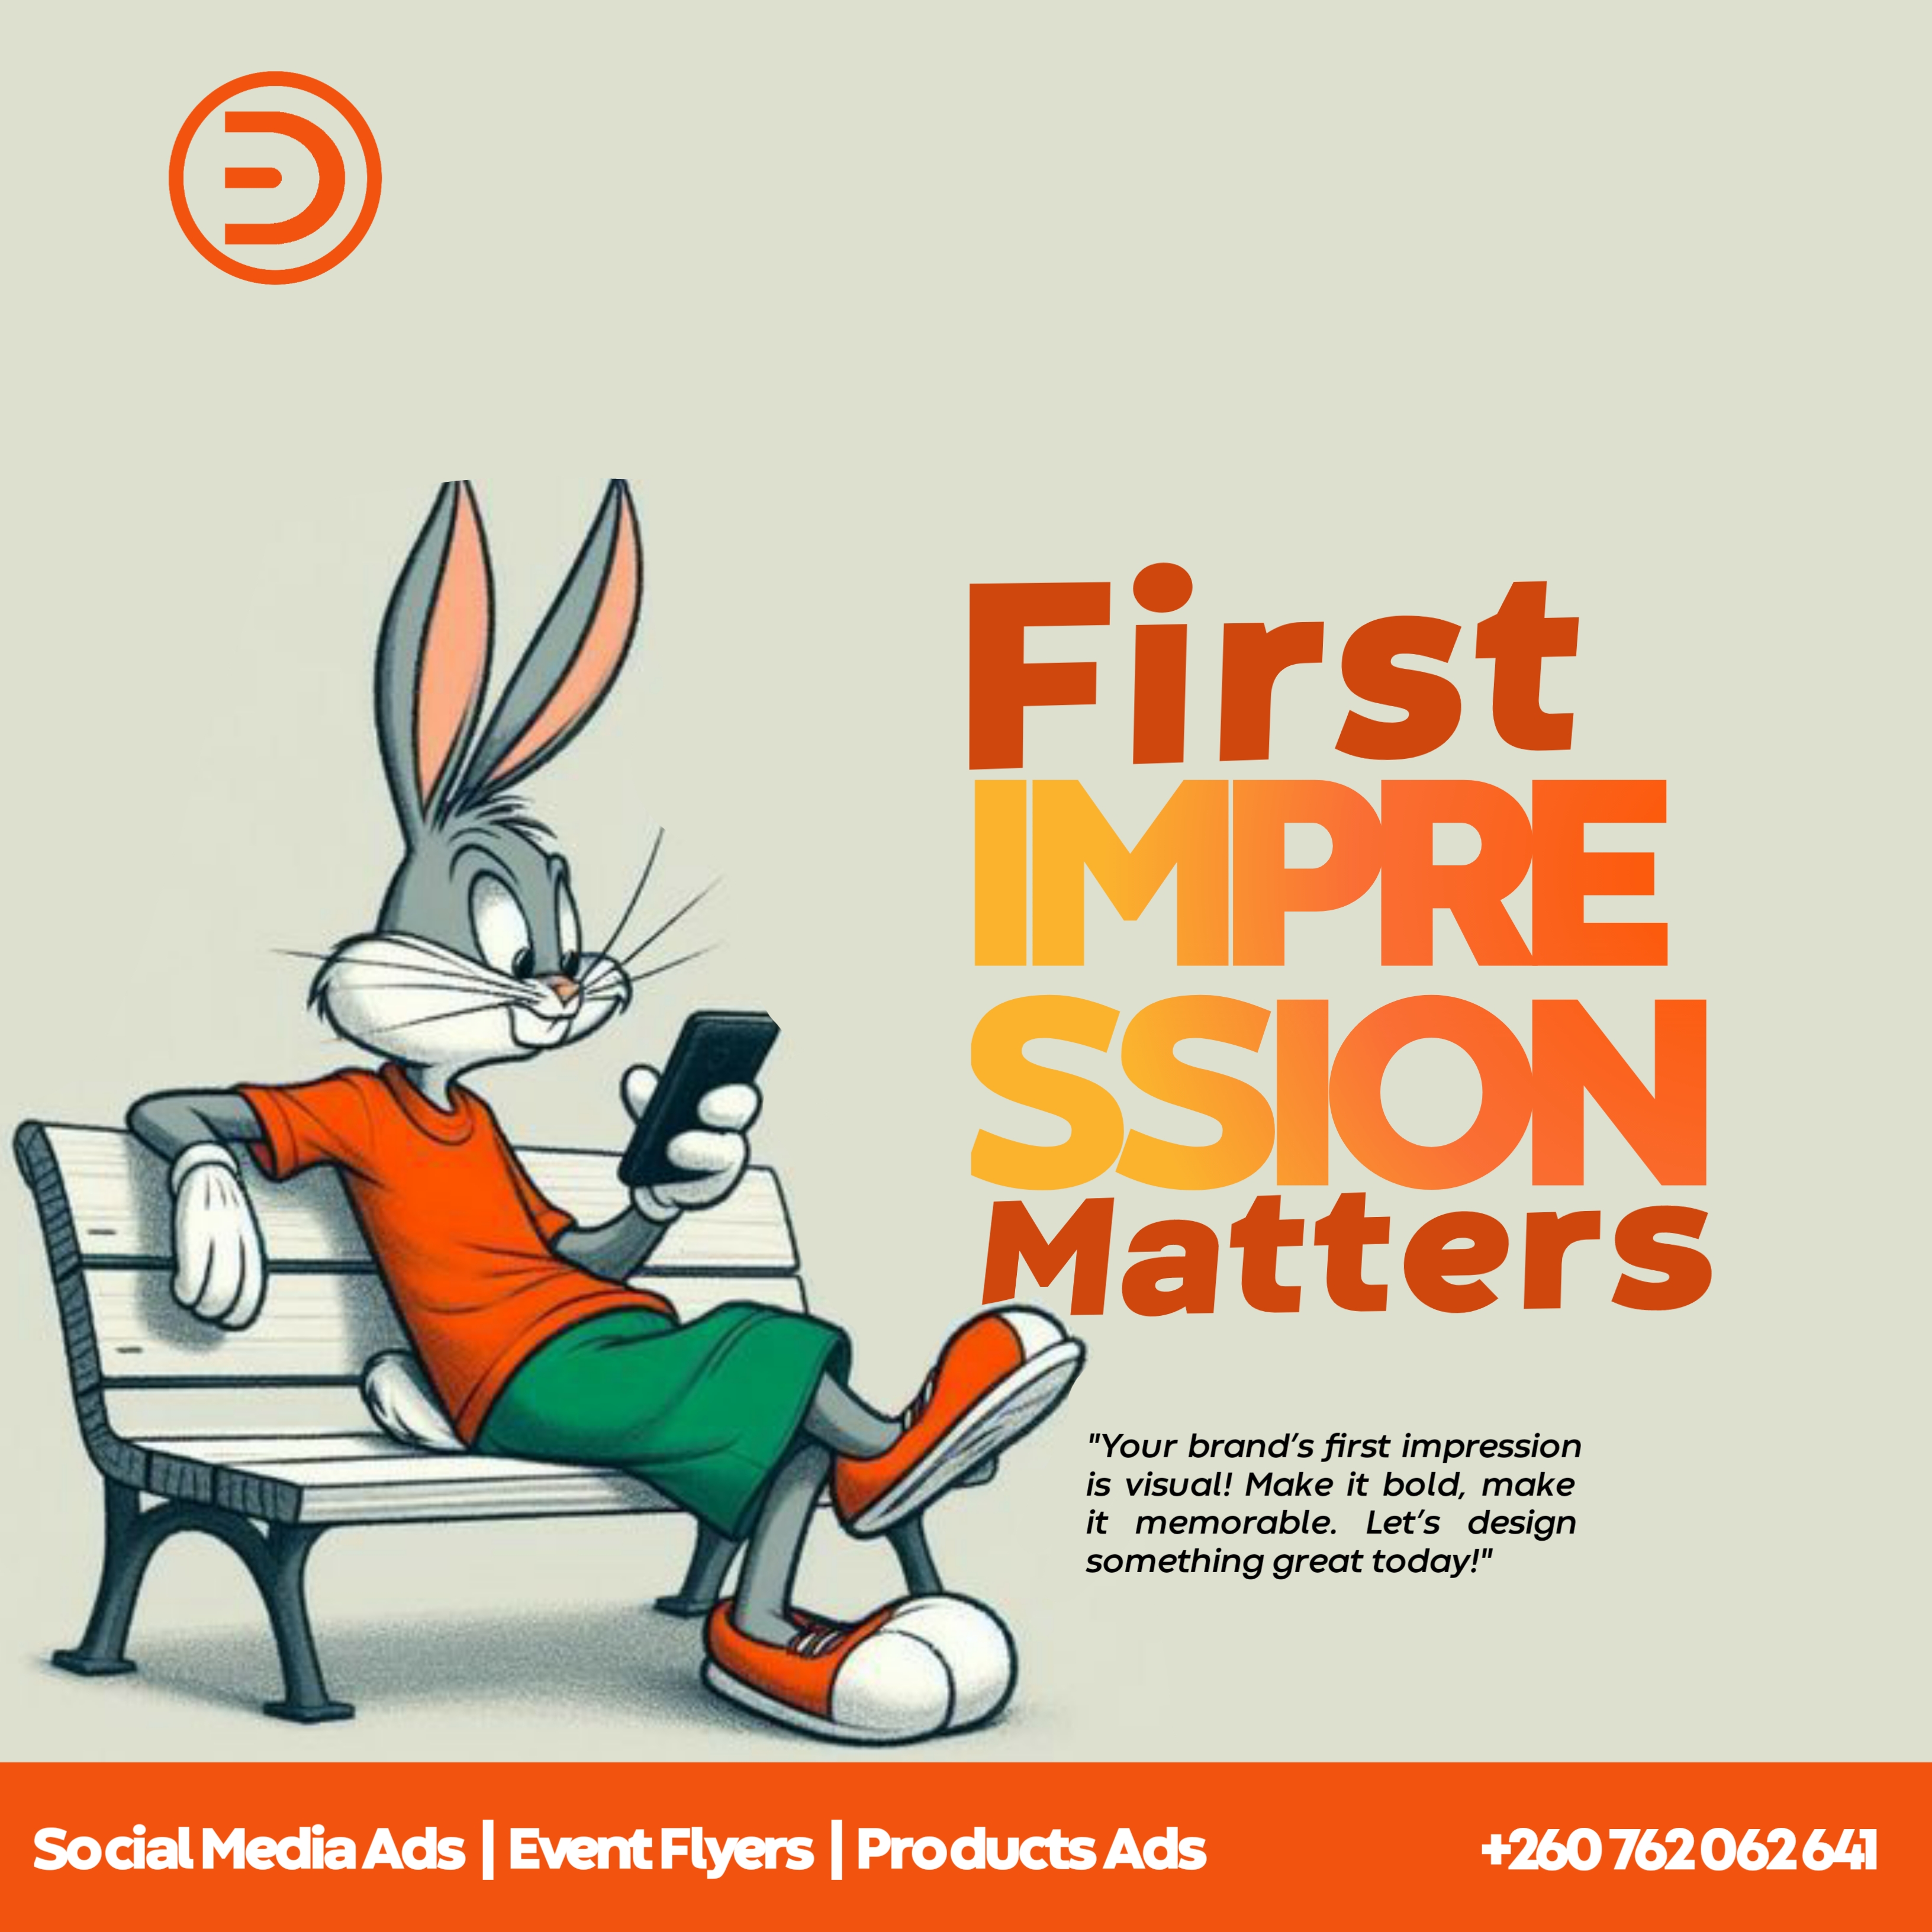 First
IMPRE
SSION
Matters
"Your brand’s first impression
is visual! Make it bold, make
it memorable. Let’s design
something great today!"
Social Media Ads | Event Flyers | Products Ads
+260 762 062 641